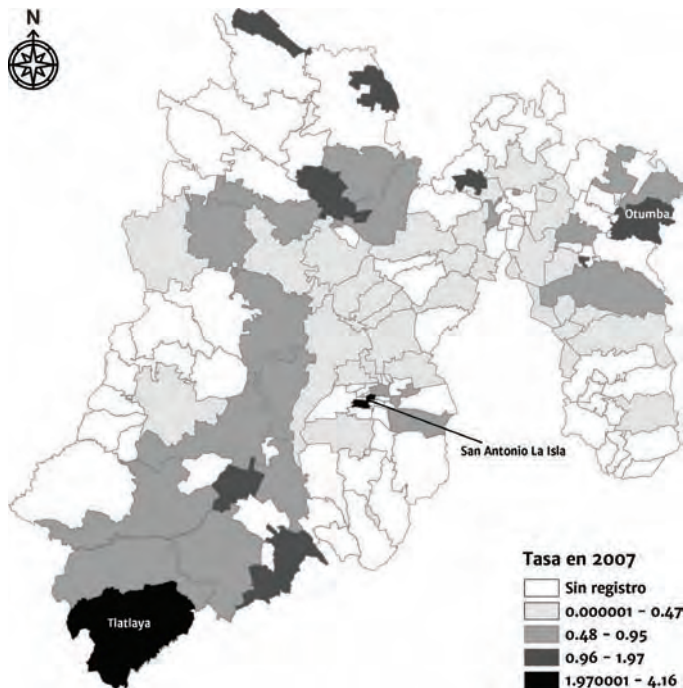 N
Otumba
San Antonio La Isla
Tlatlaya
Tasa en 2007
Sin registro
0.000001 – 0.47
0.48 – 0.95
0.96 – 1.97
1.970001 – 4.16